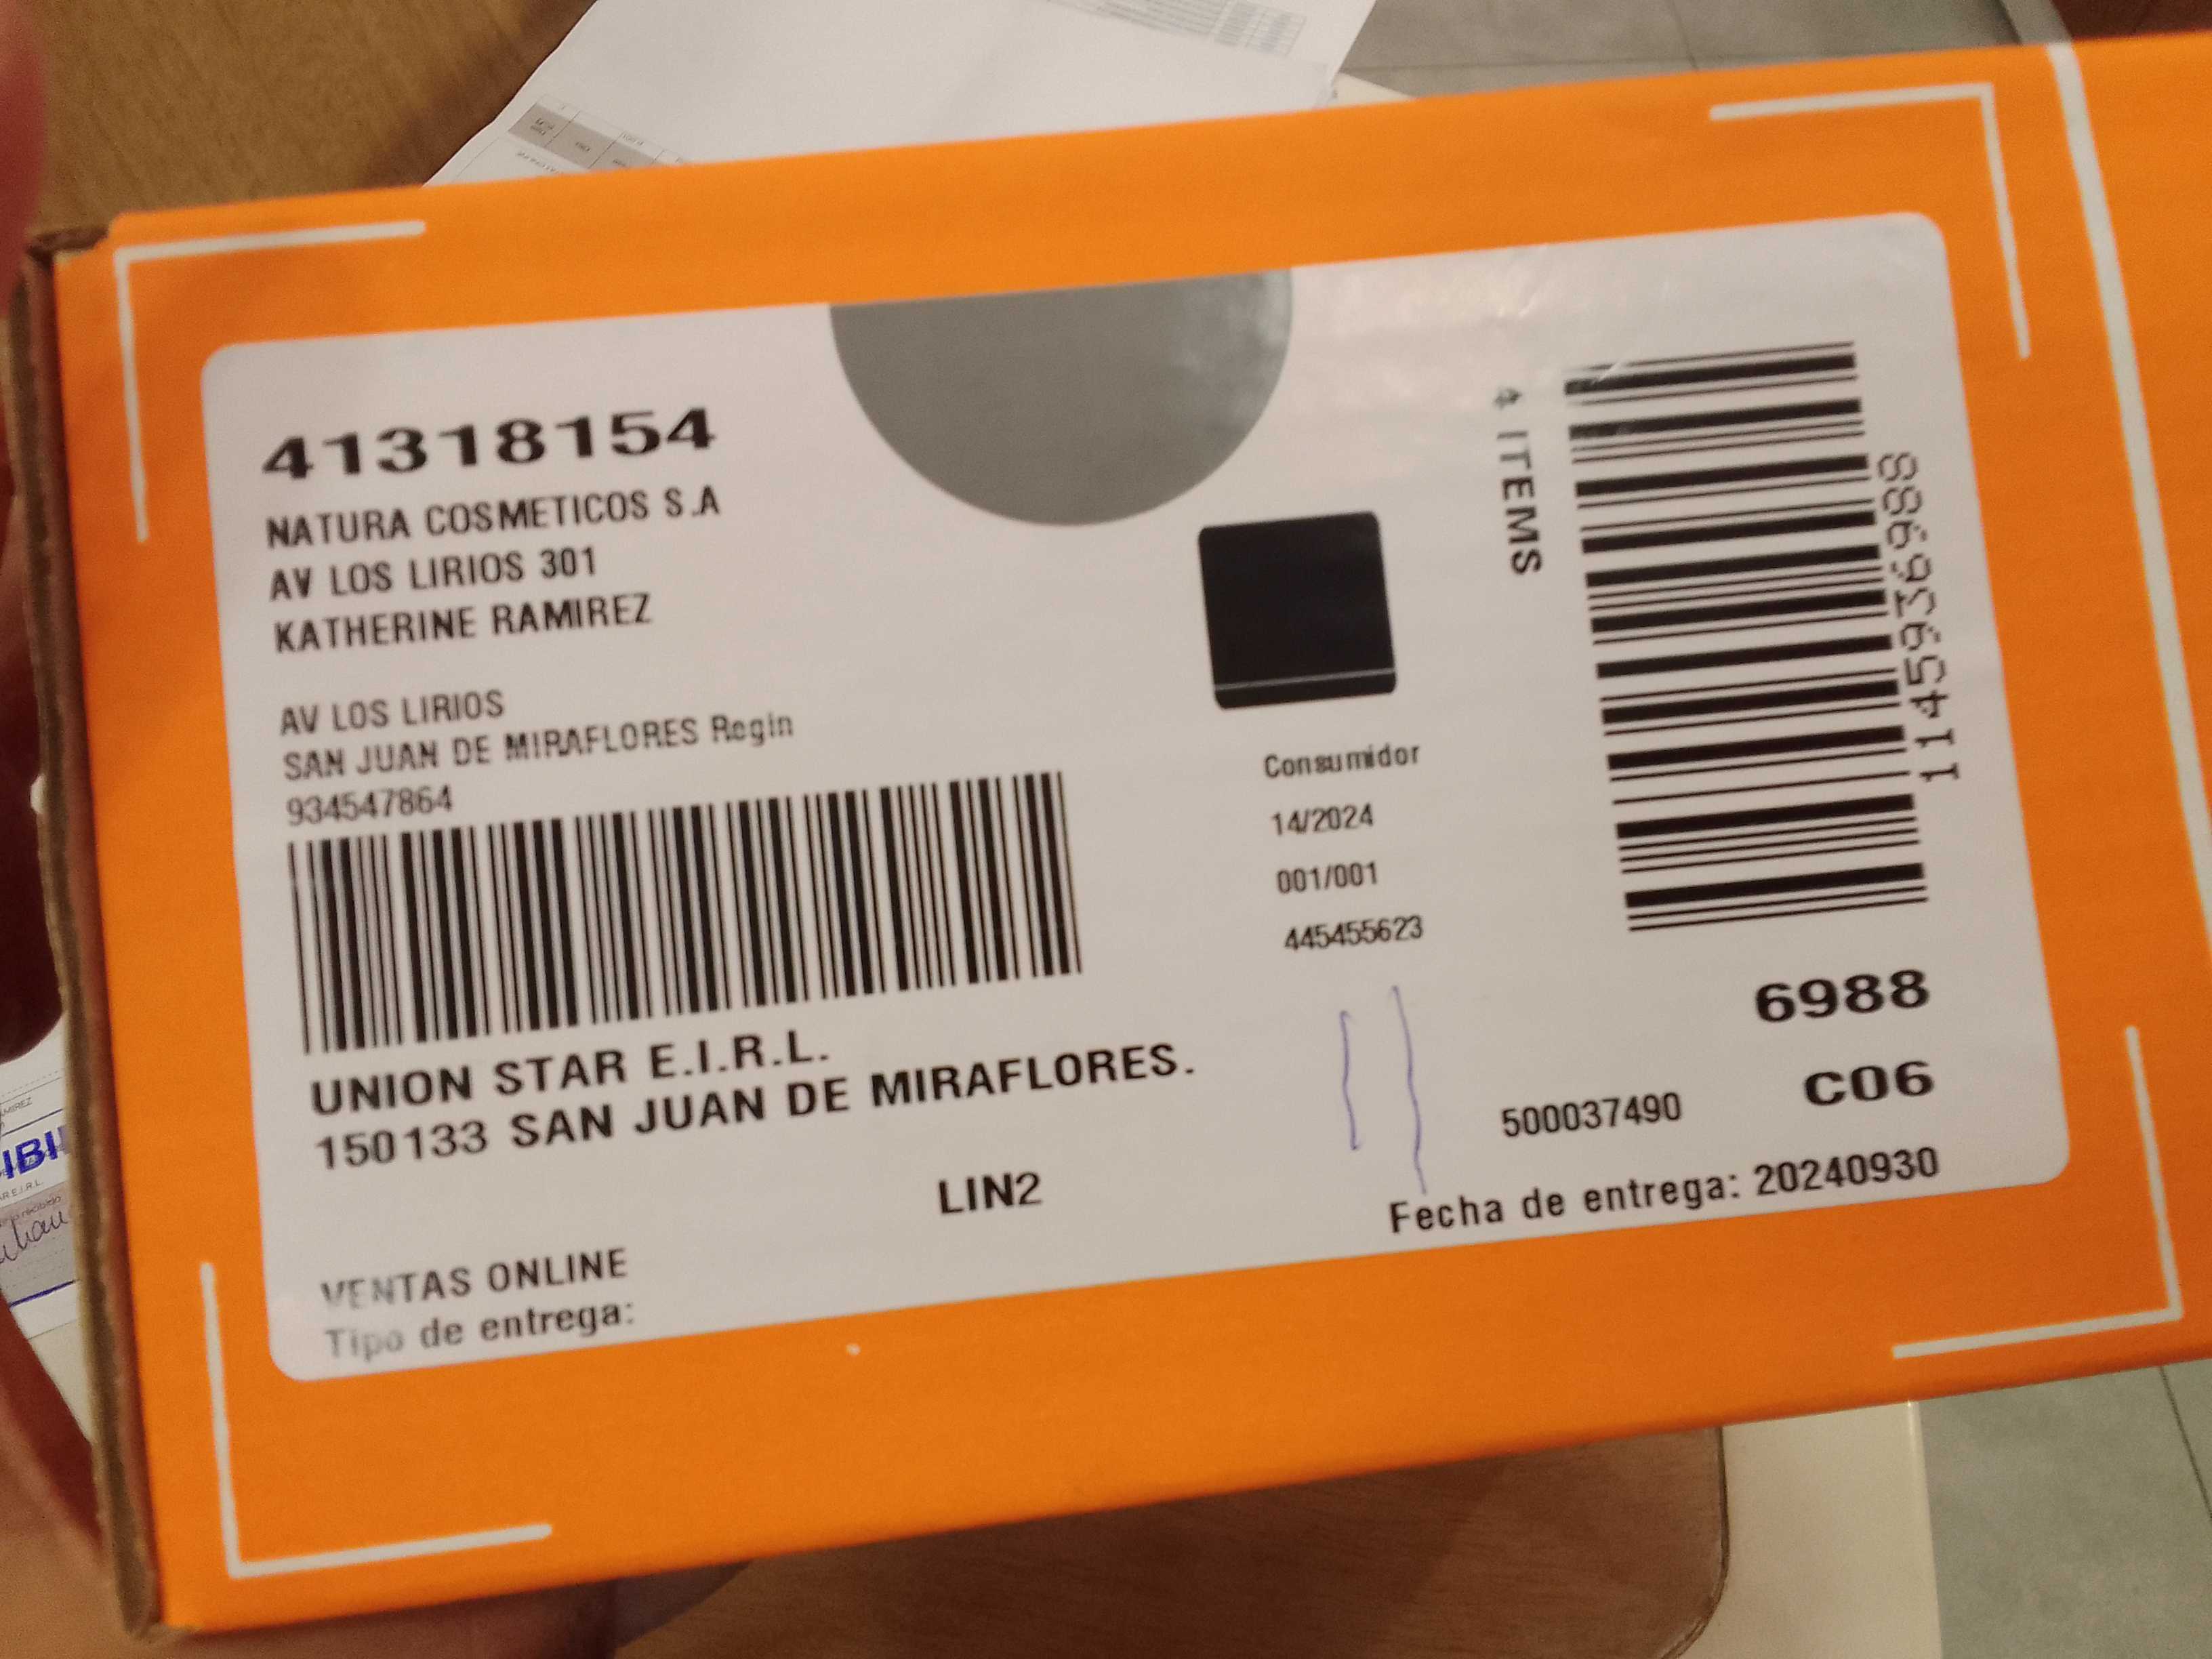 41318154
NATURA COSMETICOS S.A
AV LOS LIRIOS 301
KATHERINE RAMIREZ
AV LOS LIRIOS
SAN JUAN DE MIRAFLORES Regin
934547864
UNION STAR E.I.R.L.
150133 SAN JUAN DE MIRAFLORES.
LIN2
VENTAS ONLINE
Tipo de entrega:
4 ITEMS
1145936988
Consumidor
14/2024
001/001
445455623
6988
C06
500037490
Fecha de entrega: 20240930